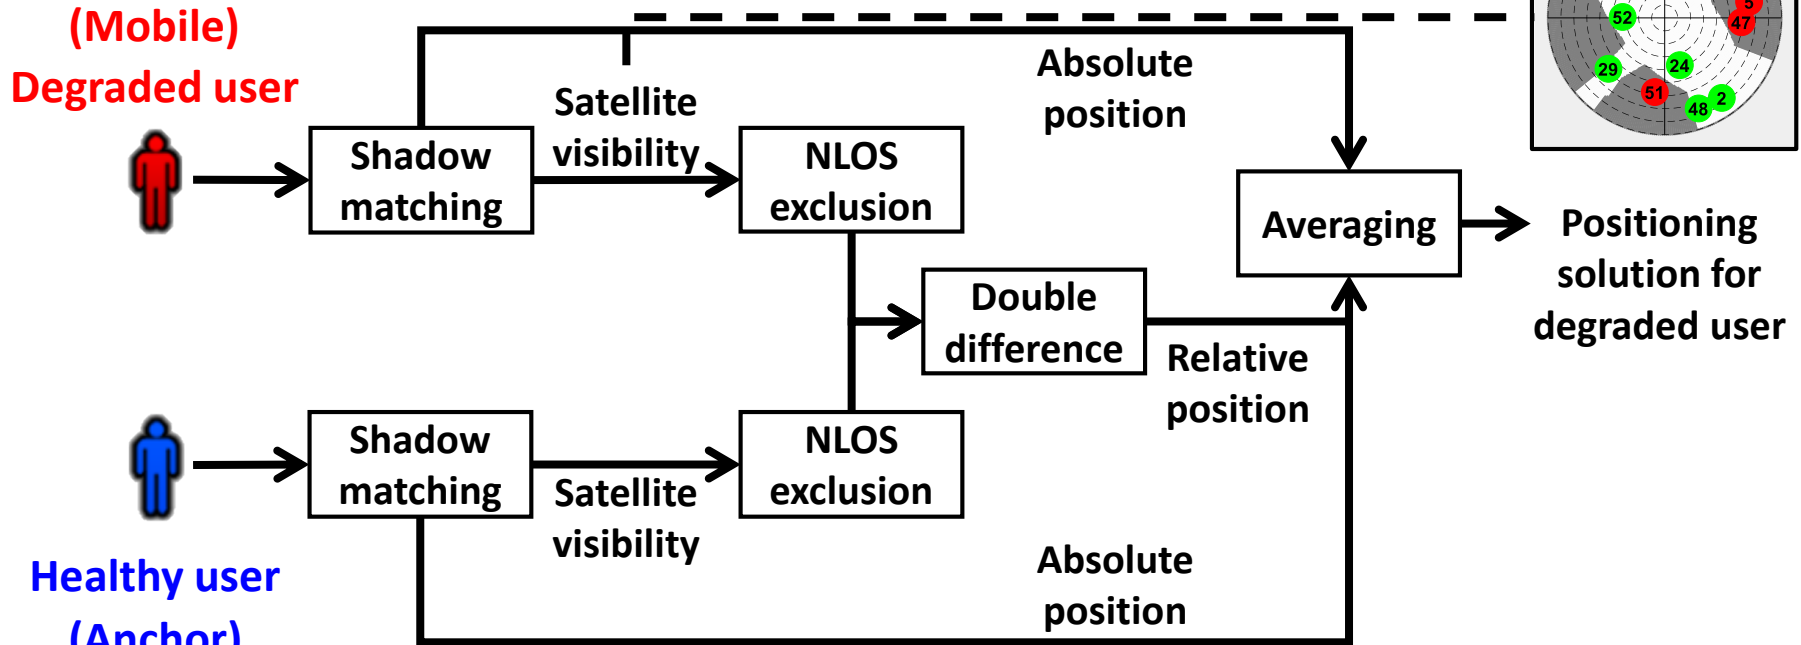 (Mobile)
Degraded user
Shadow
matching
Satellite
visibility
NLOS
exclusion
Absolute
position
52
5
47
29
24
51
48
2
Averaging
Positioning
solution for
degraded user
Double
difference
Relative
position
Shadow
matching
Satellite
visibility
NLOS
exclusion
Absolute
position
Healthy user
(Anchor)